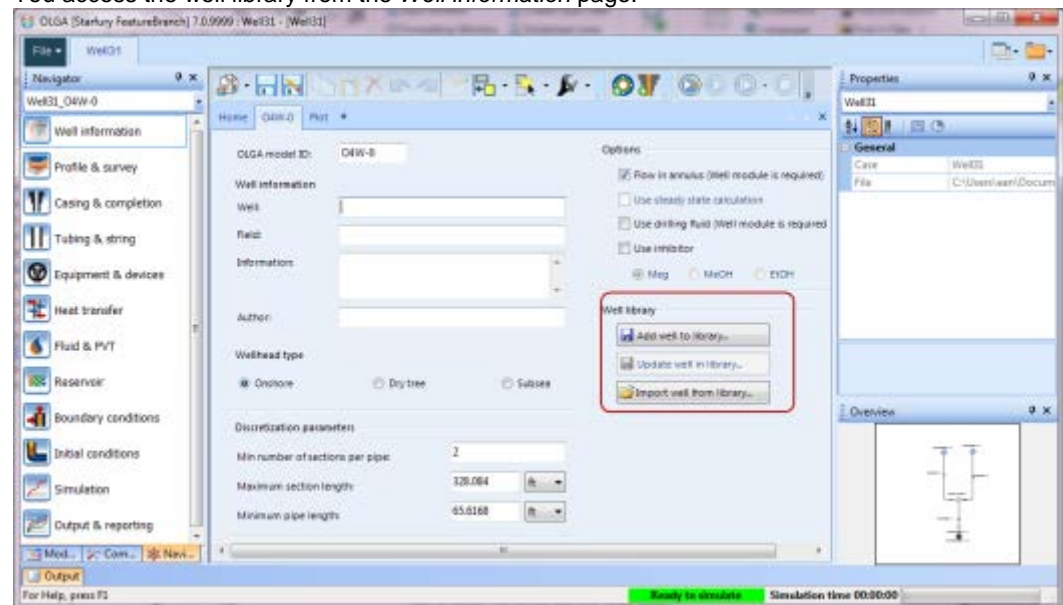 You access the well library from the Well Information page.
OLGA [Starfury FeatureBranch] 7.0.9999 : Well31 - [Well31]
File
Well31
Navigator
Well31_O4W-0
Well information
Profile & survey
Casing & completion
Tubing & string
Equipment & devices
Heat transfer
Fluid & PVT
Reservoir
Boundary conditions
Initial conditions
Simulation
Output & reporting
Mod...
Com...
Navi...
Home
O4W-0
Plot
OLGA model ID:
O4W-0
Well information
Well:
Field:
Information:
Author:
Wellhead type
Onshore
Dry tree
Subsea
Discretization parameters
Min number of sections per pipe:
2
Maximum section length:
328.084
ft
Minimum pipe length:
65.6168
ft
Options
Flow in annulus (Well module is required)
Use steady state calculation
Use drilling fluid (Well module is required
Use inhibitor
Meg
MeOH
EtOH
Well library
Add well to library...
Update well in library...
Import well from library...
Properties
Well31
General
Case
Well31
File
C:\Users\aan\Docum
Overview
Output
For Help, press F1
Ready to simulate
Simulation time 00:00:00